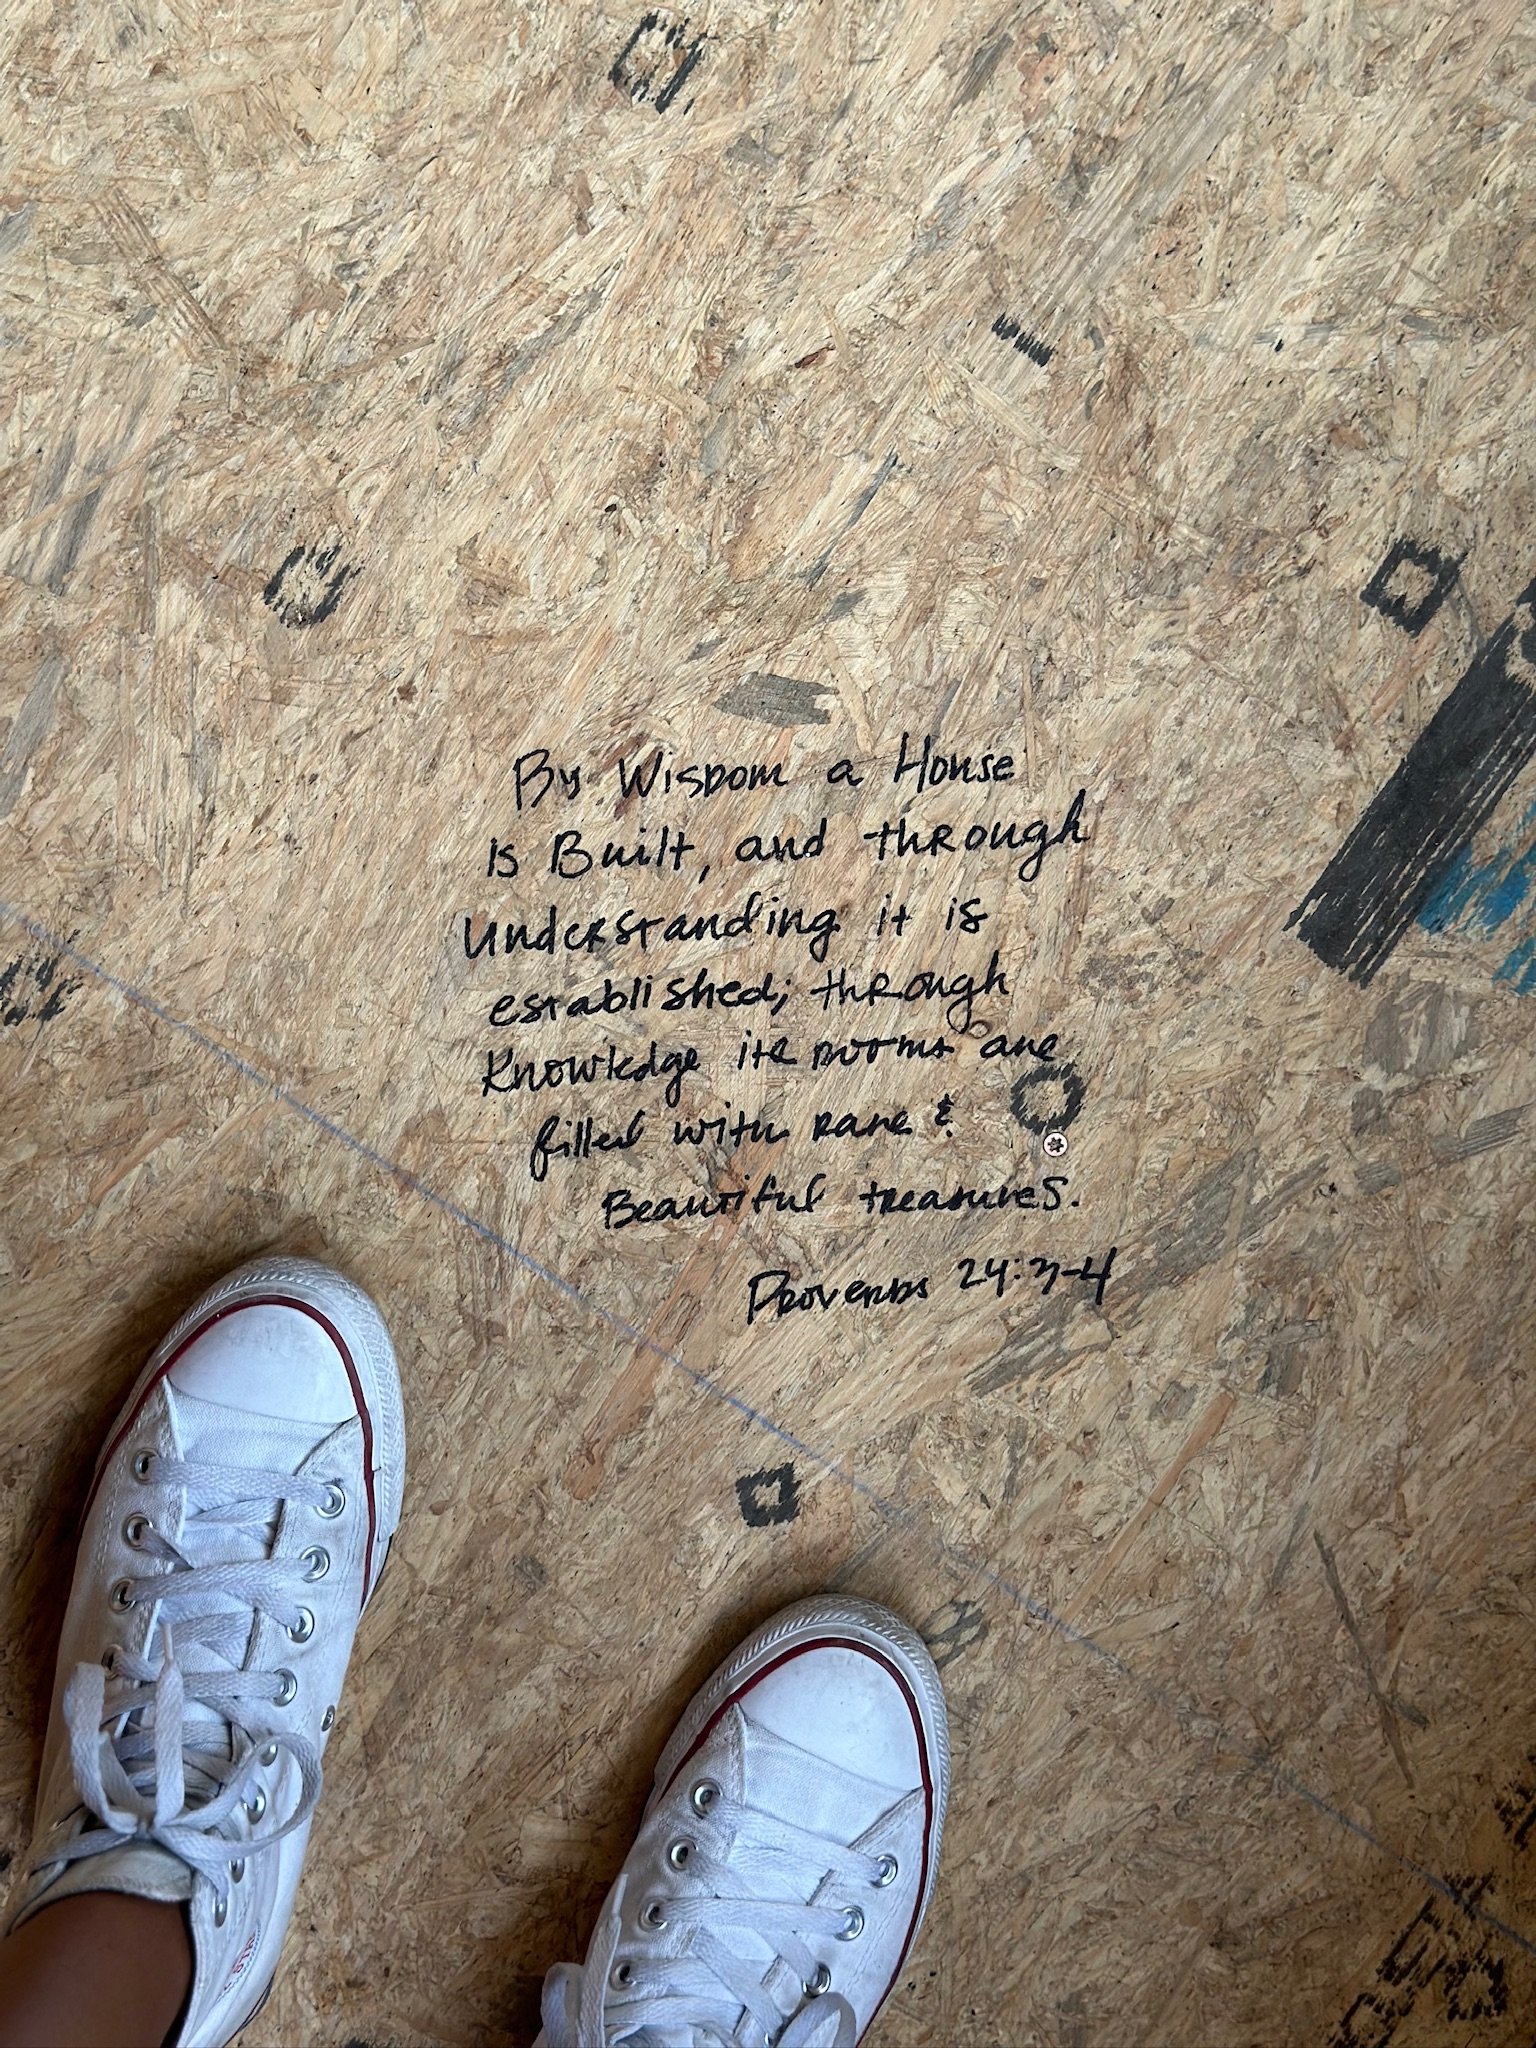 By Wisdom a House
is Built, and through
Understanding it is
established; through
Knowledge its rooms are
filled with rare &
Beautiful treasures.
Proverbs 24:3-4